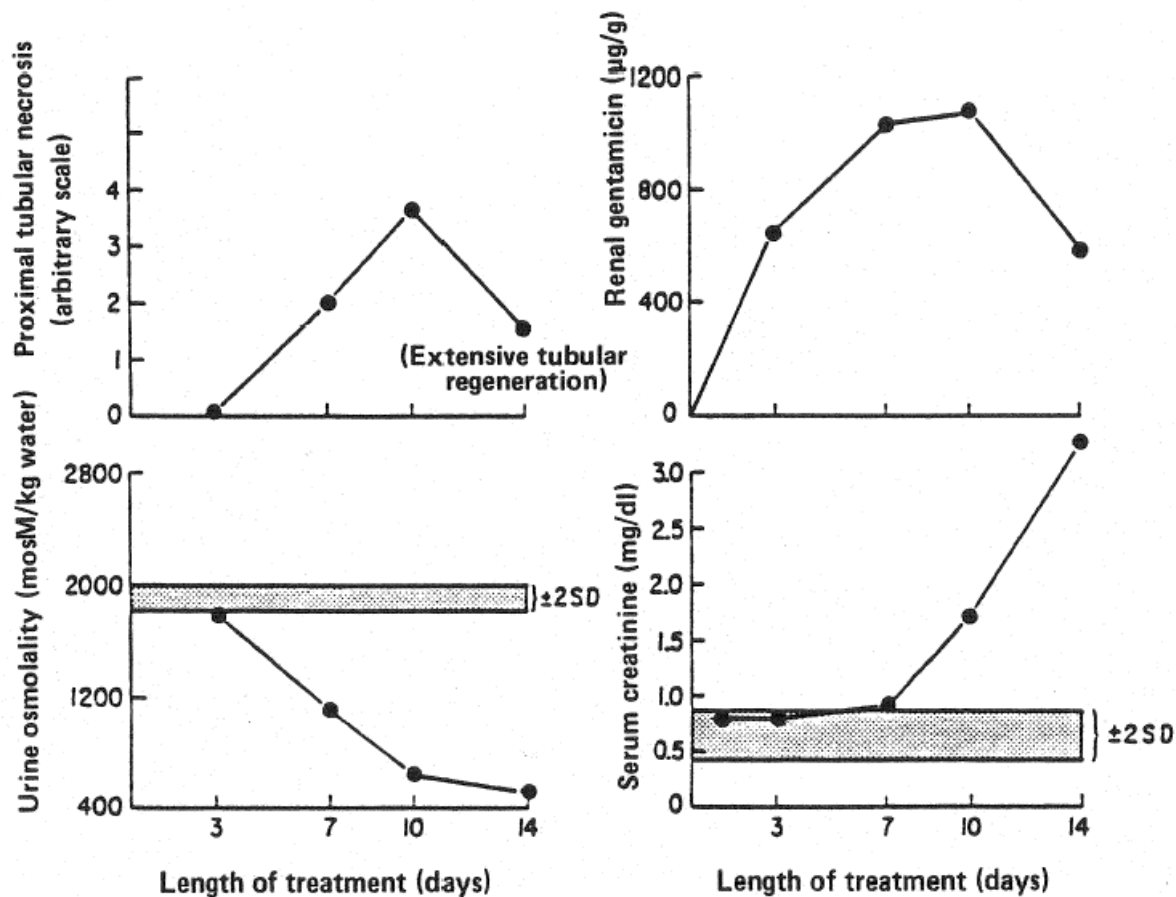 Proximal tubular necrosis
(arbitrary scale)
4
3
2
1
0
(Extensive tubular
regeneration)
Renal gentamicin (µg/g)
1200
800
400
0
Urine osmolality (mosM/kg water)
2800
2000
1200
400
±2SD
3
7
10
14
Length of treatment (days)
Serum creatinine (mg/dl)
3.0
2.5
2.0
1.5
1.0
0.5
0
±2SD
3
7
10
14
Length of treatment (days)